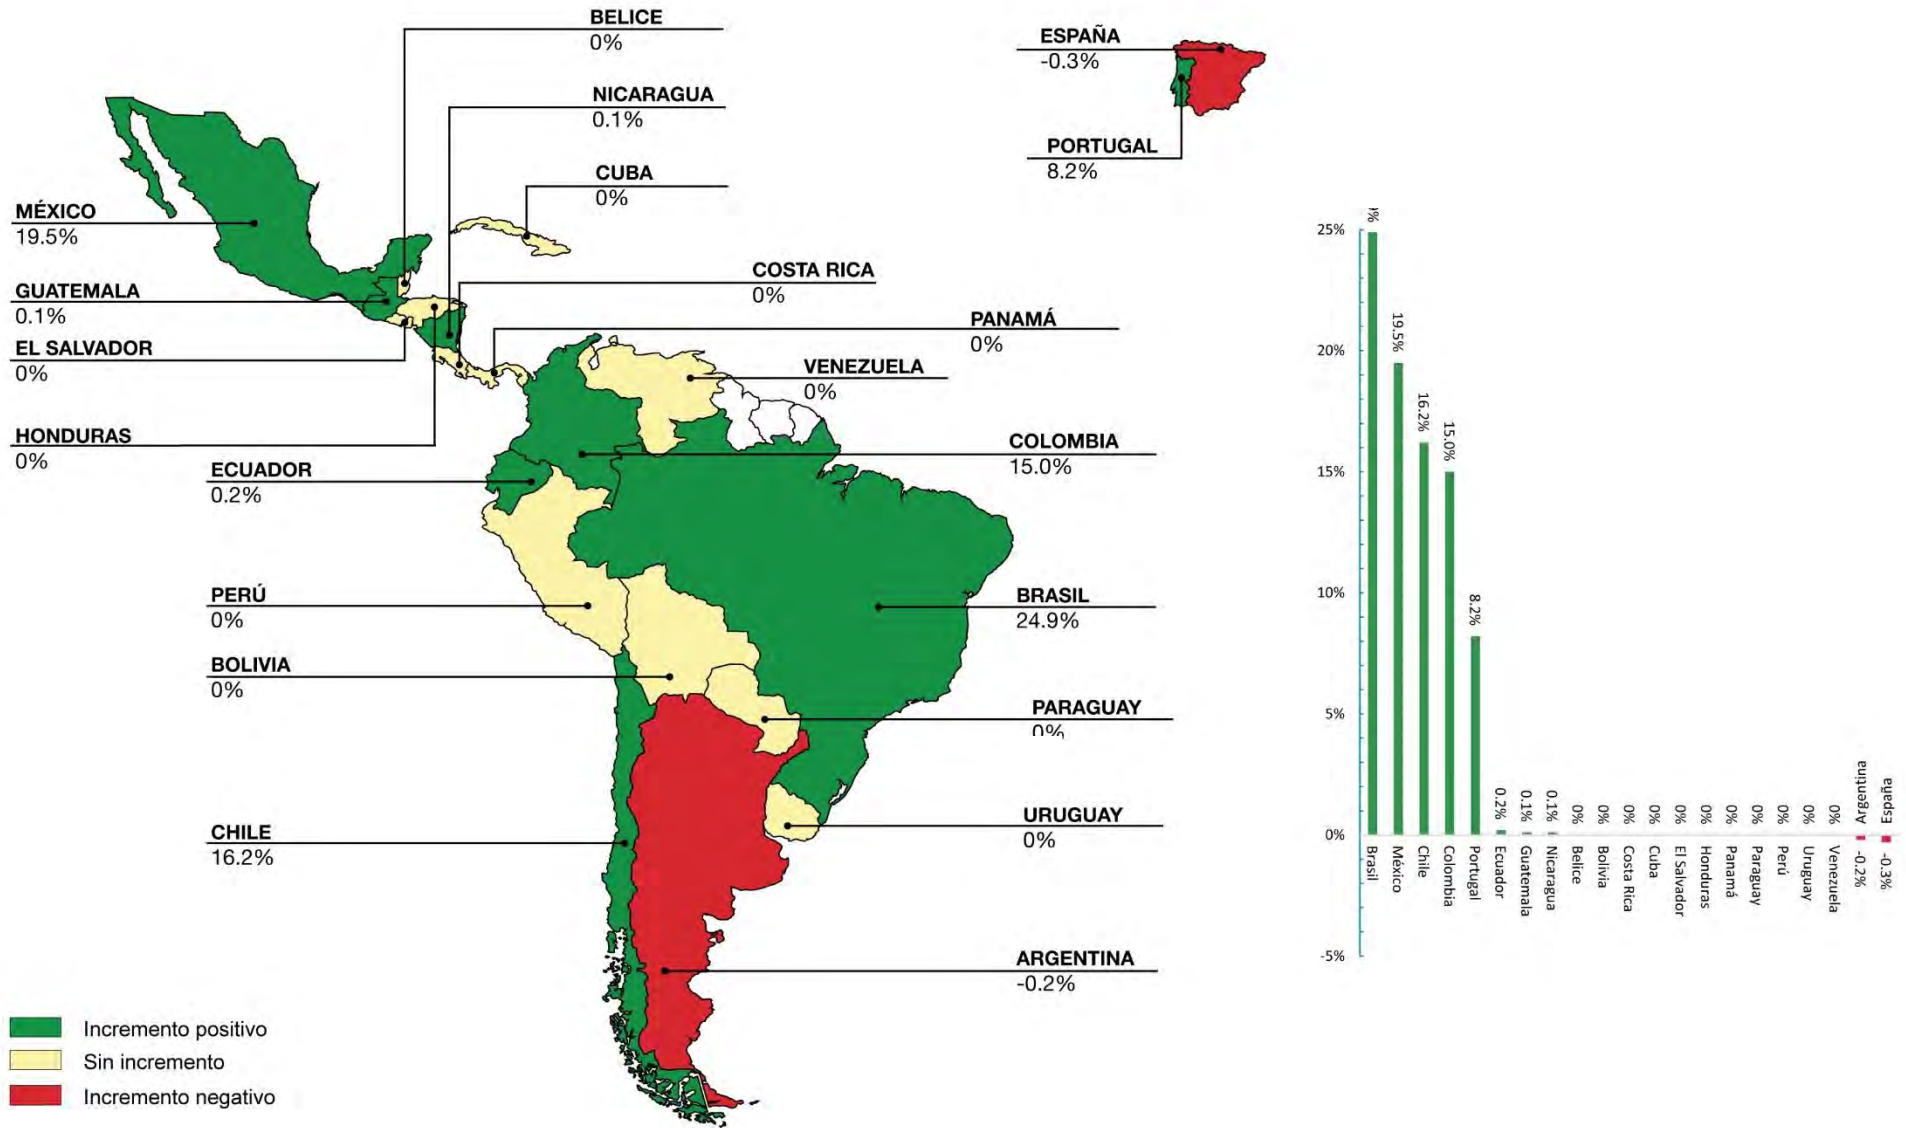 BELICE
0%
NICARAGUA
0.1%
CUBA
0%
ESPAÑA
-0.3%
PORTUGAL
8.2%
MÉXICO
19.5%
GUATEMALA
0.1%
EL SALVADOR
0%
HONDURAS
0%
COSTA RICA
0%
PANAMÁ
0%
VENEZUELA
0%
COLOMBIA
15.0%
ECUADOR
0.2%
PERÚ
0%
BRASIL
24.9%
BOLIVIA
0%
PARAGUAY
0%
URUGUAY
0%
CHILE
16.2%
ARGENTINA
-0.2%
Incremento positivo
Sin incremento
Incremento negativo
25%
20%
15%
10%
5%
0%
-5%
19.5%
16.2%
15.0%
8.2%
0.2%
0.1%
0.1%
0%
0%
0%
0%
0%
0%
0%
0%
0%
0%
0%
Argentina
España
Brasil
México
Chile
Colombia
Portugal
Ecuador
Guatemala
Nicaragua
Belice
Bolivia
Costa Rica
Cuba
El Salvador
Honduras
Panamá
Paraguay
Perú
Uruguay
Venezuela
-0.2%
-0.3%